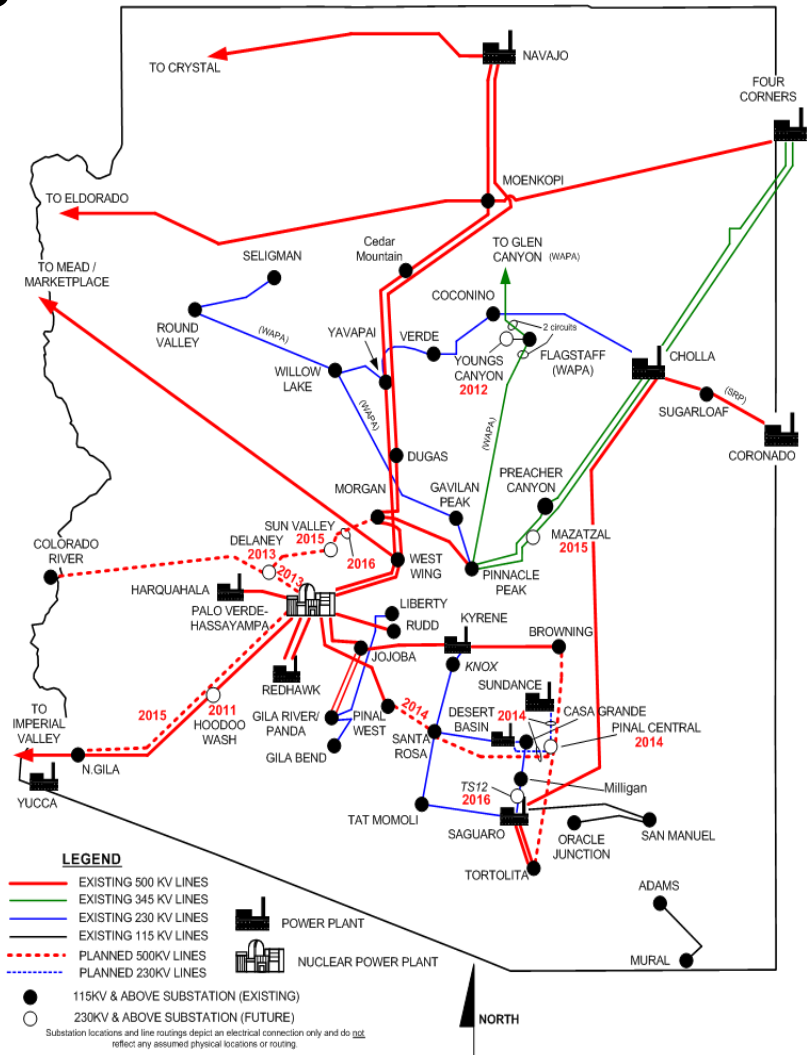 NAVAJO
TO CRYSTAL
FOUR
CORNERS
MOENKOPI
TO ELDORADO
Cedar
Mountain
TO GLEN
CANYON (WAPA)
SELIGMAN
TO MEAD /
MARKETPLACE
COCONINO
ROUND
VALLEY
(WAPA)
YAVAPAI
VERDE
2 circuits
YOUNGS
CANYON
2012
FLAGSTAFF
(WAPA)
CHOLLA
WILLOW
LAKE
(WAPA)
(SRP)
SUGARLOAF
CORONADO
(WAPA)
DUGAS
PREACHER
CANYON
MORGAN
GAVILAN
PEAK
SUN VALLEY
2015
DELANEY
2013
2016
2013
MAZATZAL
2015
COLORADO
RIVER
WEST
WING
PINNACLE
PEAK
HARQUAHALA
PALO VERDE-
HASSAYAMPA
LIBERTY
RUDD
KYRENE
BROWNING
JOJOBA
KNOX
REDHAWK
SUNDANCE
2015
2011
HOODOO
WASH
GILA RIVER/
PANDA
PINAL
WEST
2014
DESERT
BASIN
2014
CASA GRANDE
PINAL CENTRAL
2014
TO
IMPERIAL
VALLEY
GILA BEND
SANTA
ROSA
N.GILA
YUCCA
TS12
2016
Milligan
TAT MOMOLI
SAGUARO
ORACLE
JUNCTION
SAN MANUEL
TORTOLITA
ADAMS
MURAL
LEGEND
EXISTING 500 KV LINES
EXISTING 345 KV LINES
EXISTING 230 KV LINES
EXISTING 115 KV LINES
PLANNED 500KV LINES
PLANNED 230KV LINES
POWER PLANT
NUCLEAR POWER PLANT
115KV & ABOVE SUBSTATION (EXISTING)
230KV & ABOVE SUBSTATION (FUTURE)
Substation locations and line routings depict an electrical connection only and do not
reflect any assumed physical locations or routing.
NORTH